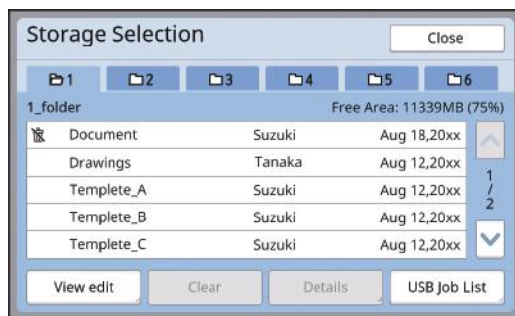 Storage Selection Close
1 2 3 4 5 6
1_folder Free Area: 11339MB (75%)
Document Suzuki Aug 18,20xx
Drawings Tanaka Aug 12,20xx
Templete_A Suzuki Aug 12,20xx
Templete_B Suzuki Aug 12,20xx
Templete_C Suzuki Aug 12,20xx
1
/
2
View edit Clear Details USB Job List